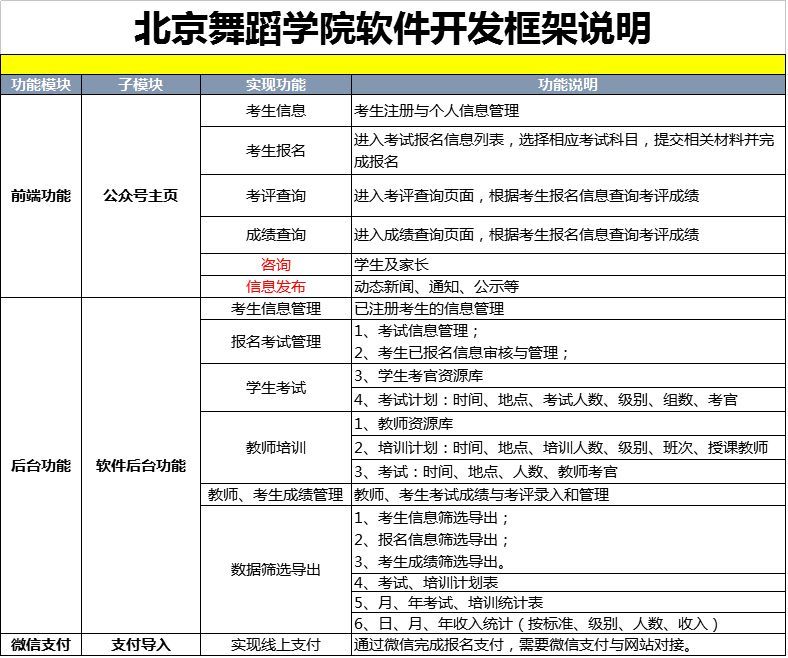 北京舞蹈学院软件开发框架说明
功能模块 子模块 实现功能 功能说明
前端功能 公众号主页
考生信息 考生注册与个人信息管理
考生报名 进入考试报名信息列表，选择相应考试科目，提交相关材料并完
成报名
考评查询 进入考评查询页面，根据考生报名信息查询考评成绩
成绩查询 进入成绩查询页面，根据考生报名信息查询考评成绩
咨询 学生及家长
信息发布 动态新闻、通知、公示等
后台功能 软件后台功能
考生信息管理 已注册考生的信息管理
报名考试管理 1、考试信息管理；
2、考生已报名信息审核与管理；
学生考试 3、学生考官资源库
4、考试计划：时间、地点、考试人数、级别、组数、考官
教师培训 1、教师资源库
2、培训计划：时间、地点、培训人数、级别、班次、授课教师
3、考试：时间、地点、人数、教师考官
教师、考生成绩管理 教师、考生考试成绩与考评录入和管理
数据筛选导出 1、考生信息筛选导出；
2、报名信息筛选导出；
3、考生成绩筛选导出。
4、考试、培训计划表
5、月、年考试、培训统计表
6、日、月、年收入统计（按标准、级别、人数、收入）
微信支付 支付导入 实现线上支付 通过微信完成报名支付，需要微信支付与网站对接。